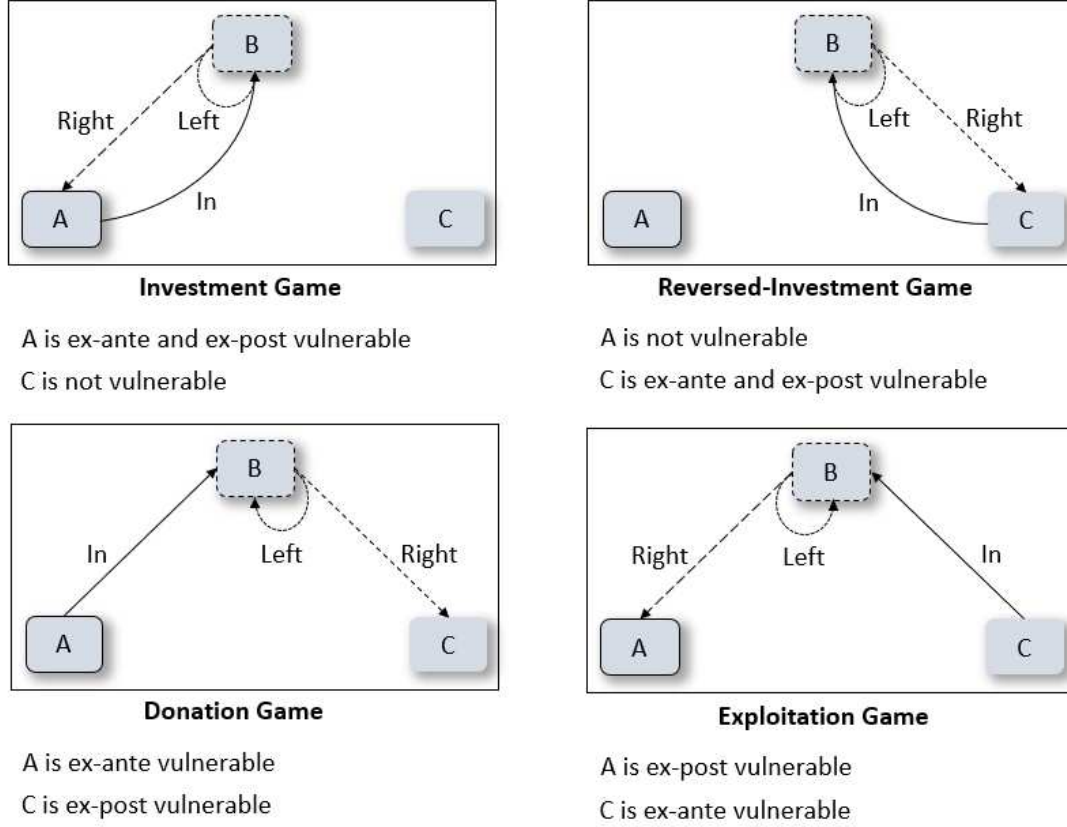 B
Right
Left
In
A
C
Investment Game
A is ex-ante and ex-post vulnerable
C is not vulnerable
B
Left
Right
In
A
C
Reversed-Investment Game
A is not vulnerable
C is ex-ante and ex-post vulnerable
B
In
Left
Right
A
C
Donation Game
A is ex-ante vulnerable
C is ex-post vulnerable
B
Right
Left
In
A
C
Exploitation Game
A is ex-post vulnerable
C is ex-ante vulnerable